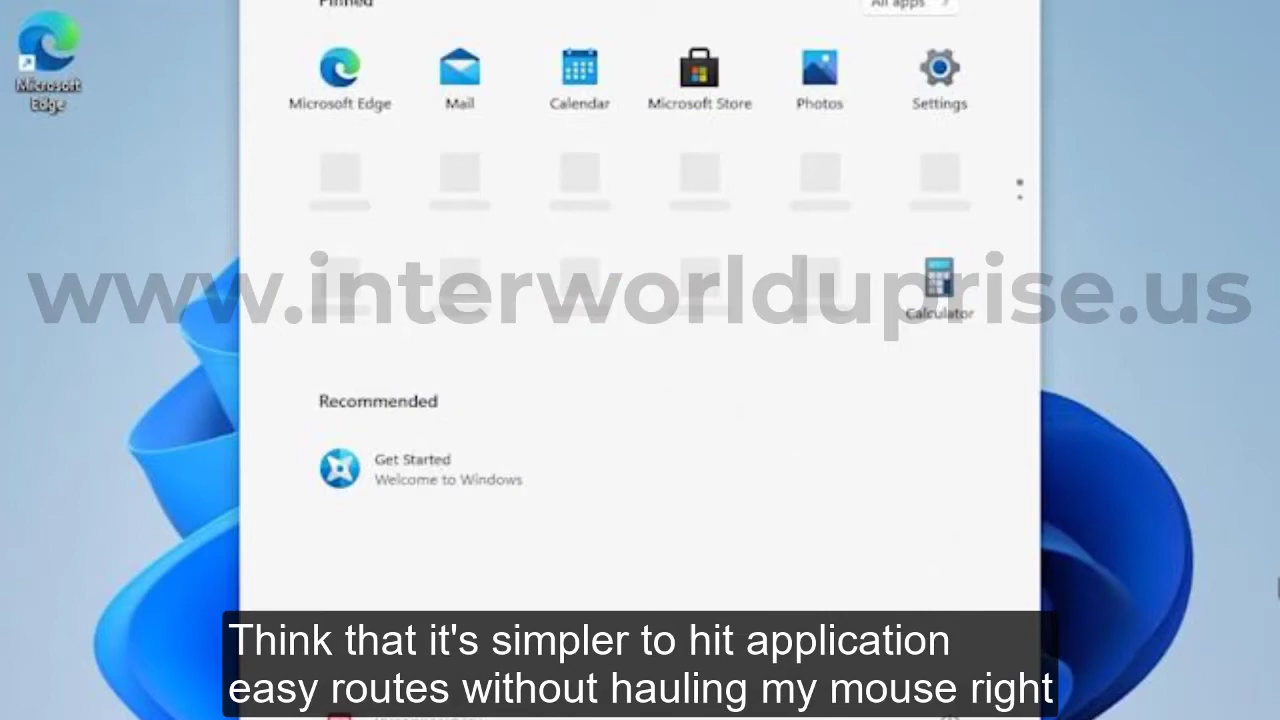 Pinned
All apps
Microsoft
Edge
Microsoft Edge
Mail
Calendar
Microsoft Store
Photos
Settings
www.interworlduprise.us
Calculator
Recommended
Get Started
Welcome to Windows
Think that it's simpler to hit application
easy routes without hauling my mouse right